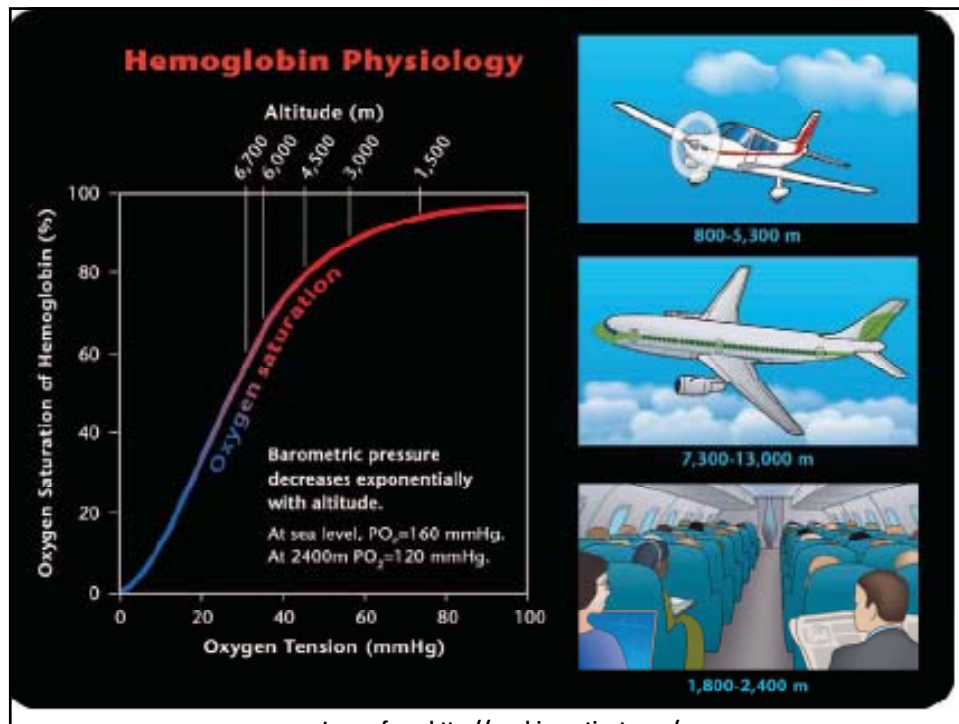 Hemoglobin Physiology
Altitude (m)
6,700
6,000
4,500
3,000
1,500
Oxygen Saturation of Hemoglobin (%)
100
80
60
40
20
0
Oxygen saturation
Barometric pressure
decreases exponentially
with altitude.
At sea level, PO₂=160 mmHg.
At 2400m PO₂=120 mmHg.
0 20 40 60 80 100
Oxygen Tension (mmHg)
800-5,300 m
7,300-13,000 m
1,800-2,400 m